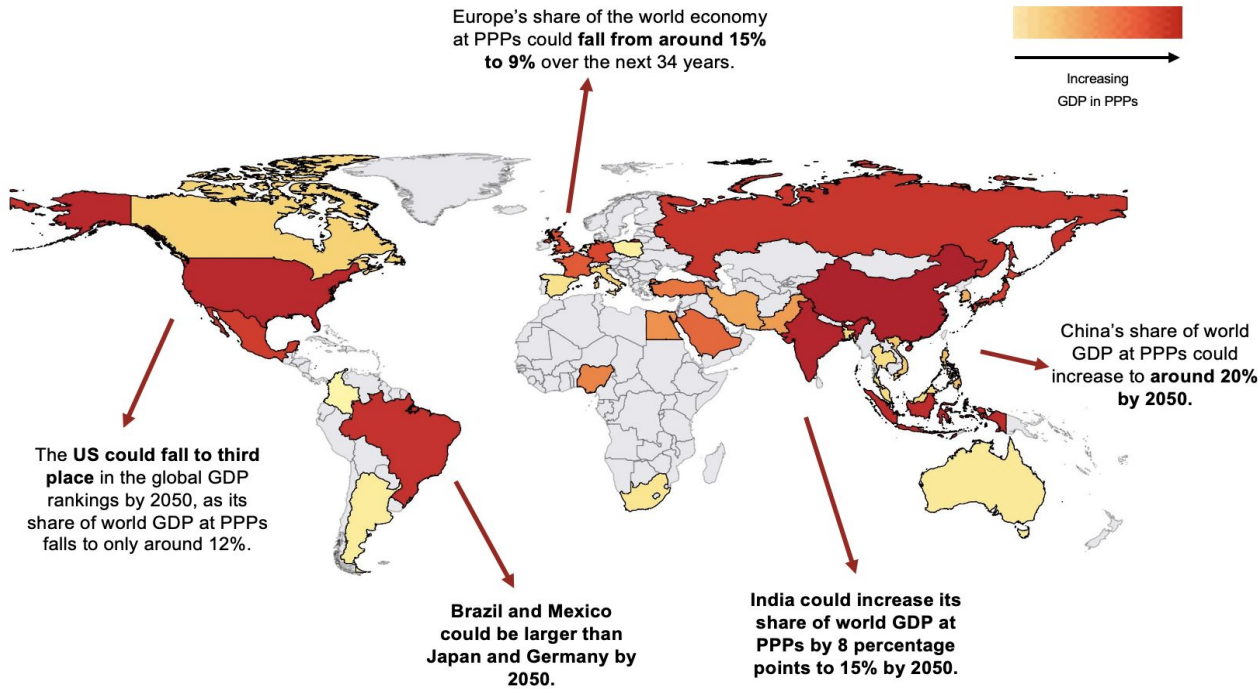 Europe's share of the world economy
at PPPs could fall from around 15%
to 9% over the next 34 years.
Increasing
GDP in PPPs
China's share of world
GDP at PPPs could
increase to around 20%
by 2050.
The US could fall to third
place in the global GDP
rankings by 2050, as its
share of world GDP at PPPs
falls to only around 12%.
Brazil and Mexico
could be larger than
Japan and Germany by
2050.
India could increase its
share of world GDP at
PPPs by 8 percentage
points to 15% by 2050.